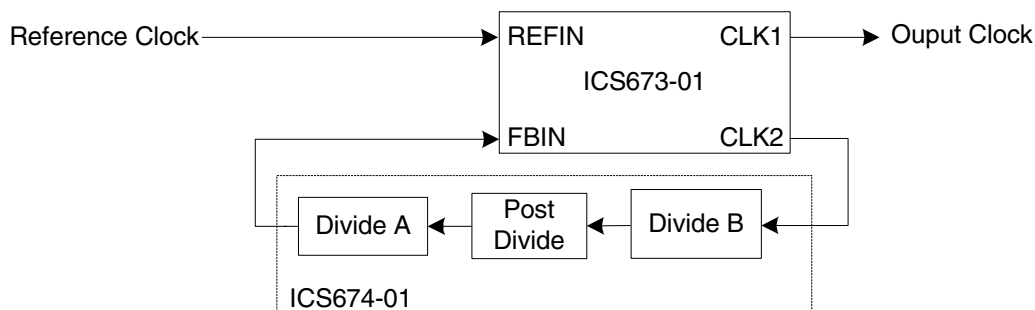 Reference Clock
REFIN
CLK1
Ouput Clock
ICS673-01
FBIN
CLK2
Divide A
Post
Divide
Divide B
ICS674-01